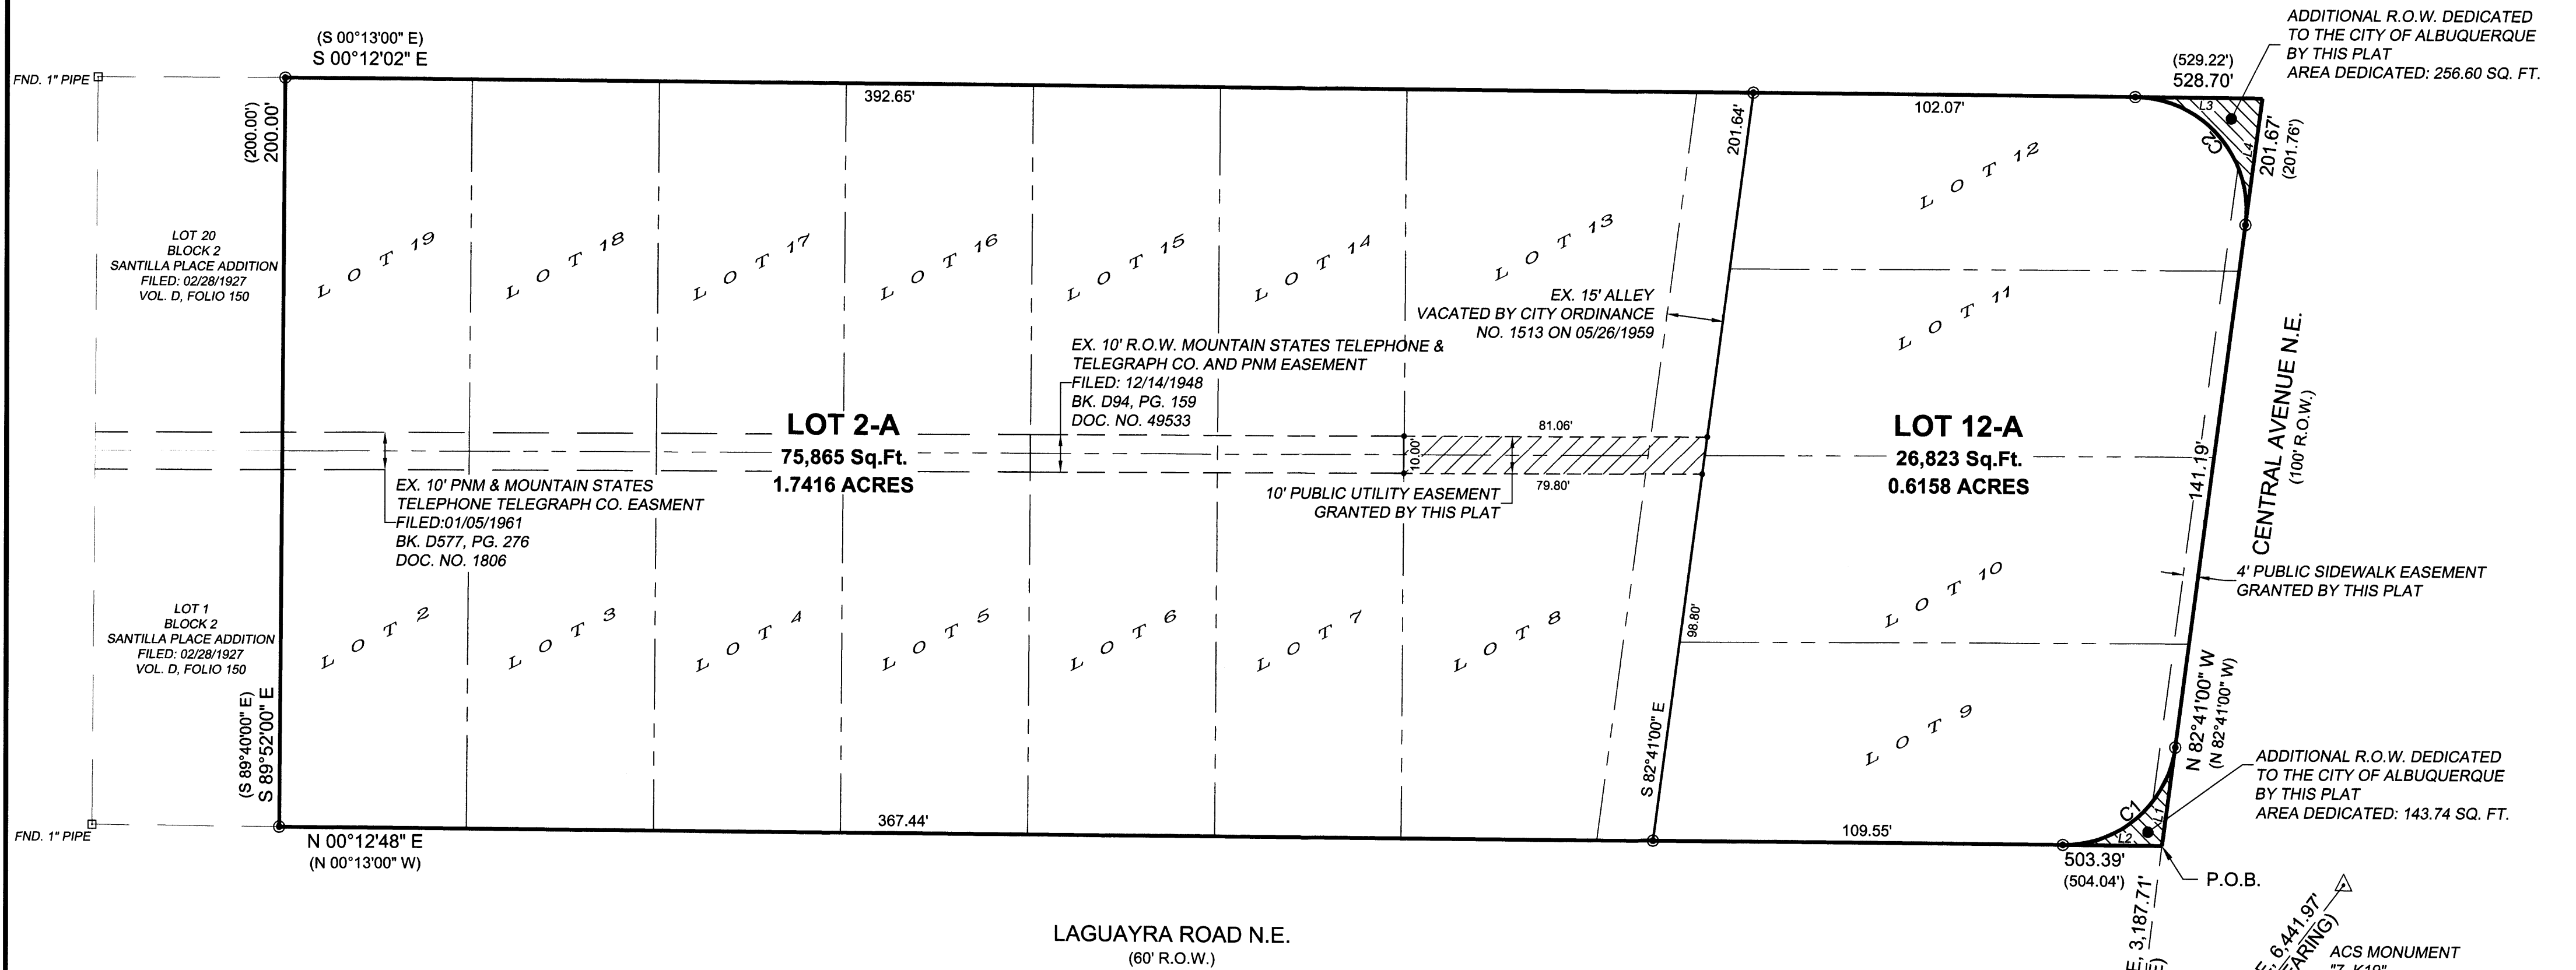 ADDITIONAL R.O.W. DEDICATED
TO THE CITY OF ALBUQUERQUE
BY THIS PLAT
AREA DEDICATED: 256.60 SQ. FT.
(S 00°13'00" E)
S 00°12'02" E
(529.22')
528.70'
FND. 1" PIPE
392.65'
102.07'
L3
C2
L4
(200.00')
200.00'
201.64'
201.67'
(201.76')
LOT 20
BLOCK 2
SANTILLA PLACE ADDITION
FILED: 02/28/1927
VOL. D, FOLIO 150
LOT 19
LOT 18
LOT 17
LOT 16
LOT 15
LOT 14
LOT 13
LOT 12
LOT 11
EX. 15' ALLEY
VACATED BY CITY ORDINANCE
NO. 1513 ON 05/26/1959
EX. 10' R.O.W. MOUNTAIN STATES TELEPHONE &
TELEGRAPH CO. AND PNM EASEMENT
FILED: 12/14/1948
BK. D94, PG. 159
DOC. NO. 49533
CENTRAL AVENUE N.E.
(100' R.O.W.)
LOT 2-A
75,865 Sq.Ft.
1.7416 ACRES
81.06'
10.00'
79.80'
LOT 12-A
26,823 Sq.Ft.
0.6158 ACRES
141.19'
EX. 10' PNM & MOUNTAIN STATES
TELEPHONE TELEGRAPH CO. EASMENT
FILED:01/05/1961
BK. D577, PG. 276
DOC. NO. 1806
10' PUBLIC UTILITY EASEMENT
GRANTED BY THIS PLAT
4' PUBLIC SIDEWALK EASEMENT
GRANTED BY THIS PLAT
LOT 1
BLOCK 2
SANTILLA PLACE ADDITION
FILED: 02/28/1927
VOL. D, FOLIO 150
LOT 2
LOT 3
LOT 4
LOT 5
LOT 6
LOT 7
LOT 8
98.80'
LOT 10
LOT 9
(S 89°40'00" E)
S 89°52'00" E
S 82°41'00" E
N 82°41'00" W
(N 82°41'00" W)
ADDITIONAL R.O.W. DEDICATED
TO THE CITY OF ALBUQUERQUE
BY THIS PLAT
AREA DEDICATED: 143.74 SQ. FT.
C1
L1
L2
FND. 1" PIPE
N 00°12'48" E
(N 00°13'00" W)
367.44'
109.55'
503.39'
(504.04')
P.O.B.
LAGUAYRA ROAD N.E.
(60' R.O.W.)
E, 3,187.71'
E, 6,441.97'
ACS MONUMENT